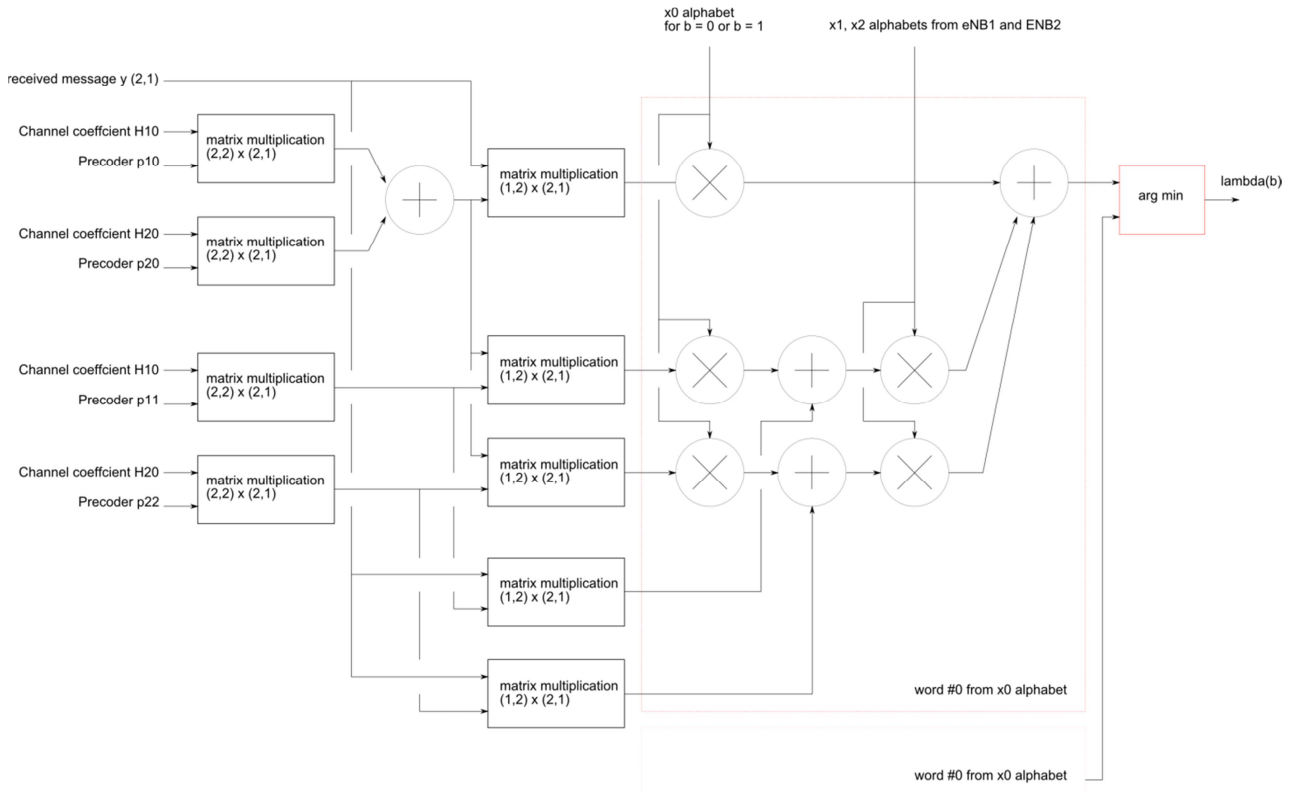 x0 alphabet
for b = 0 or b = 1
x1, x2 alphabets from eNB1 and ENB2
received message y (2,1)
Channel coeffcient H10
Precoder p10
matrix multiplication
(2,2) x (2,1)
Channel coeffcient H20
Precoder p20
matrix multiplication
(2,2) x (2,1)
matrix multiplication
(1,2) x (2,1)
arg min
lambda(b)
Channel coeffcient H10
Precoder p11
matrix multiplication
(2,2) x (2,1)
matrix multiplication
(1,2) x (2,1)
Channel coeffcient H20
Precoder p22
matrix multiplication
(2,2) x (2,1)
matrix multiplication
(1,2) x (2,1)
matrix multiplication
(1,2) x (2,1)
matrix multiplication
(1,2) x (2,1)
word #0 from x0 alphabet
word #0 from x0 alphabet